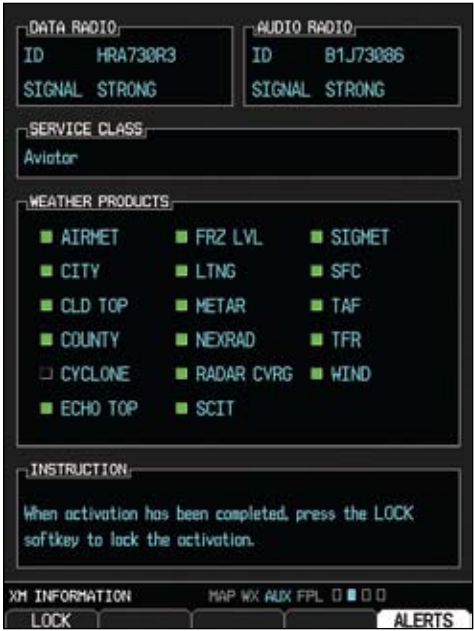 DATA RADIO
ID HRA730R3
SIGNAL STRONG
AUDIO RADIO
ID B1J73086
SIGNAL STRONG
SERVICE CLASS
Aviator
WEATHER PRODUCTS
AIRMET FRZ LVL SIGMET
CITY LTNG SFC
CLD TOP METAR TAF
COUNTY NEXRAD TFR
CYCLONE RADAR CVRG WIND
ECHO TOP SCIT
INSTRUCTION
When activation has been completed, press the LOCK
softkey to lock the activation.
XM INFORMATION MAP WX AUX FPL
LOCK ALERTS